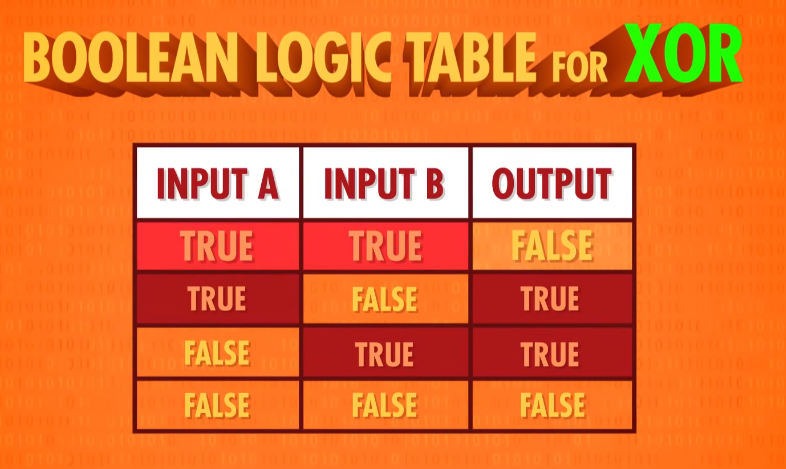 BOOLEAN LOGIC TABLE FOR XOR
INPUT A INPUT B OUTPUT
TRUE TRUE FALSE
TRUE FALSE TRUE
FALSE TRUE TRUE
FALSE FALSE FALSE